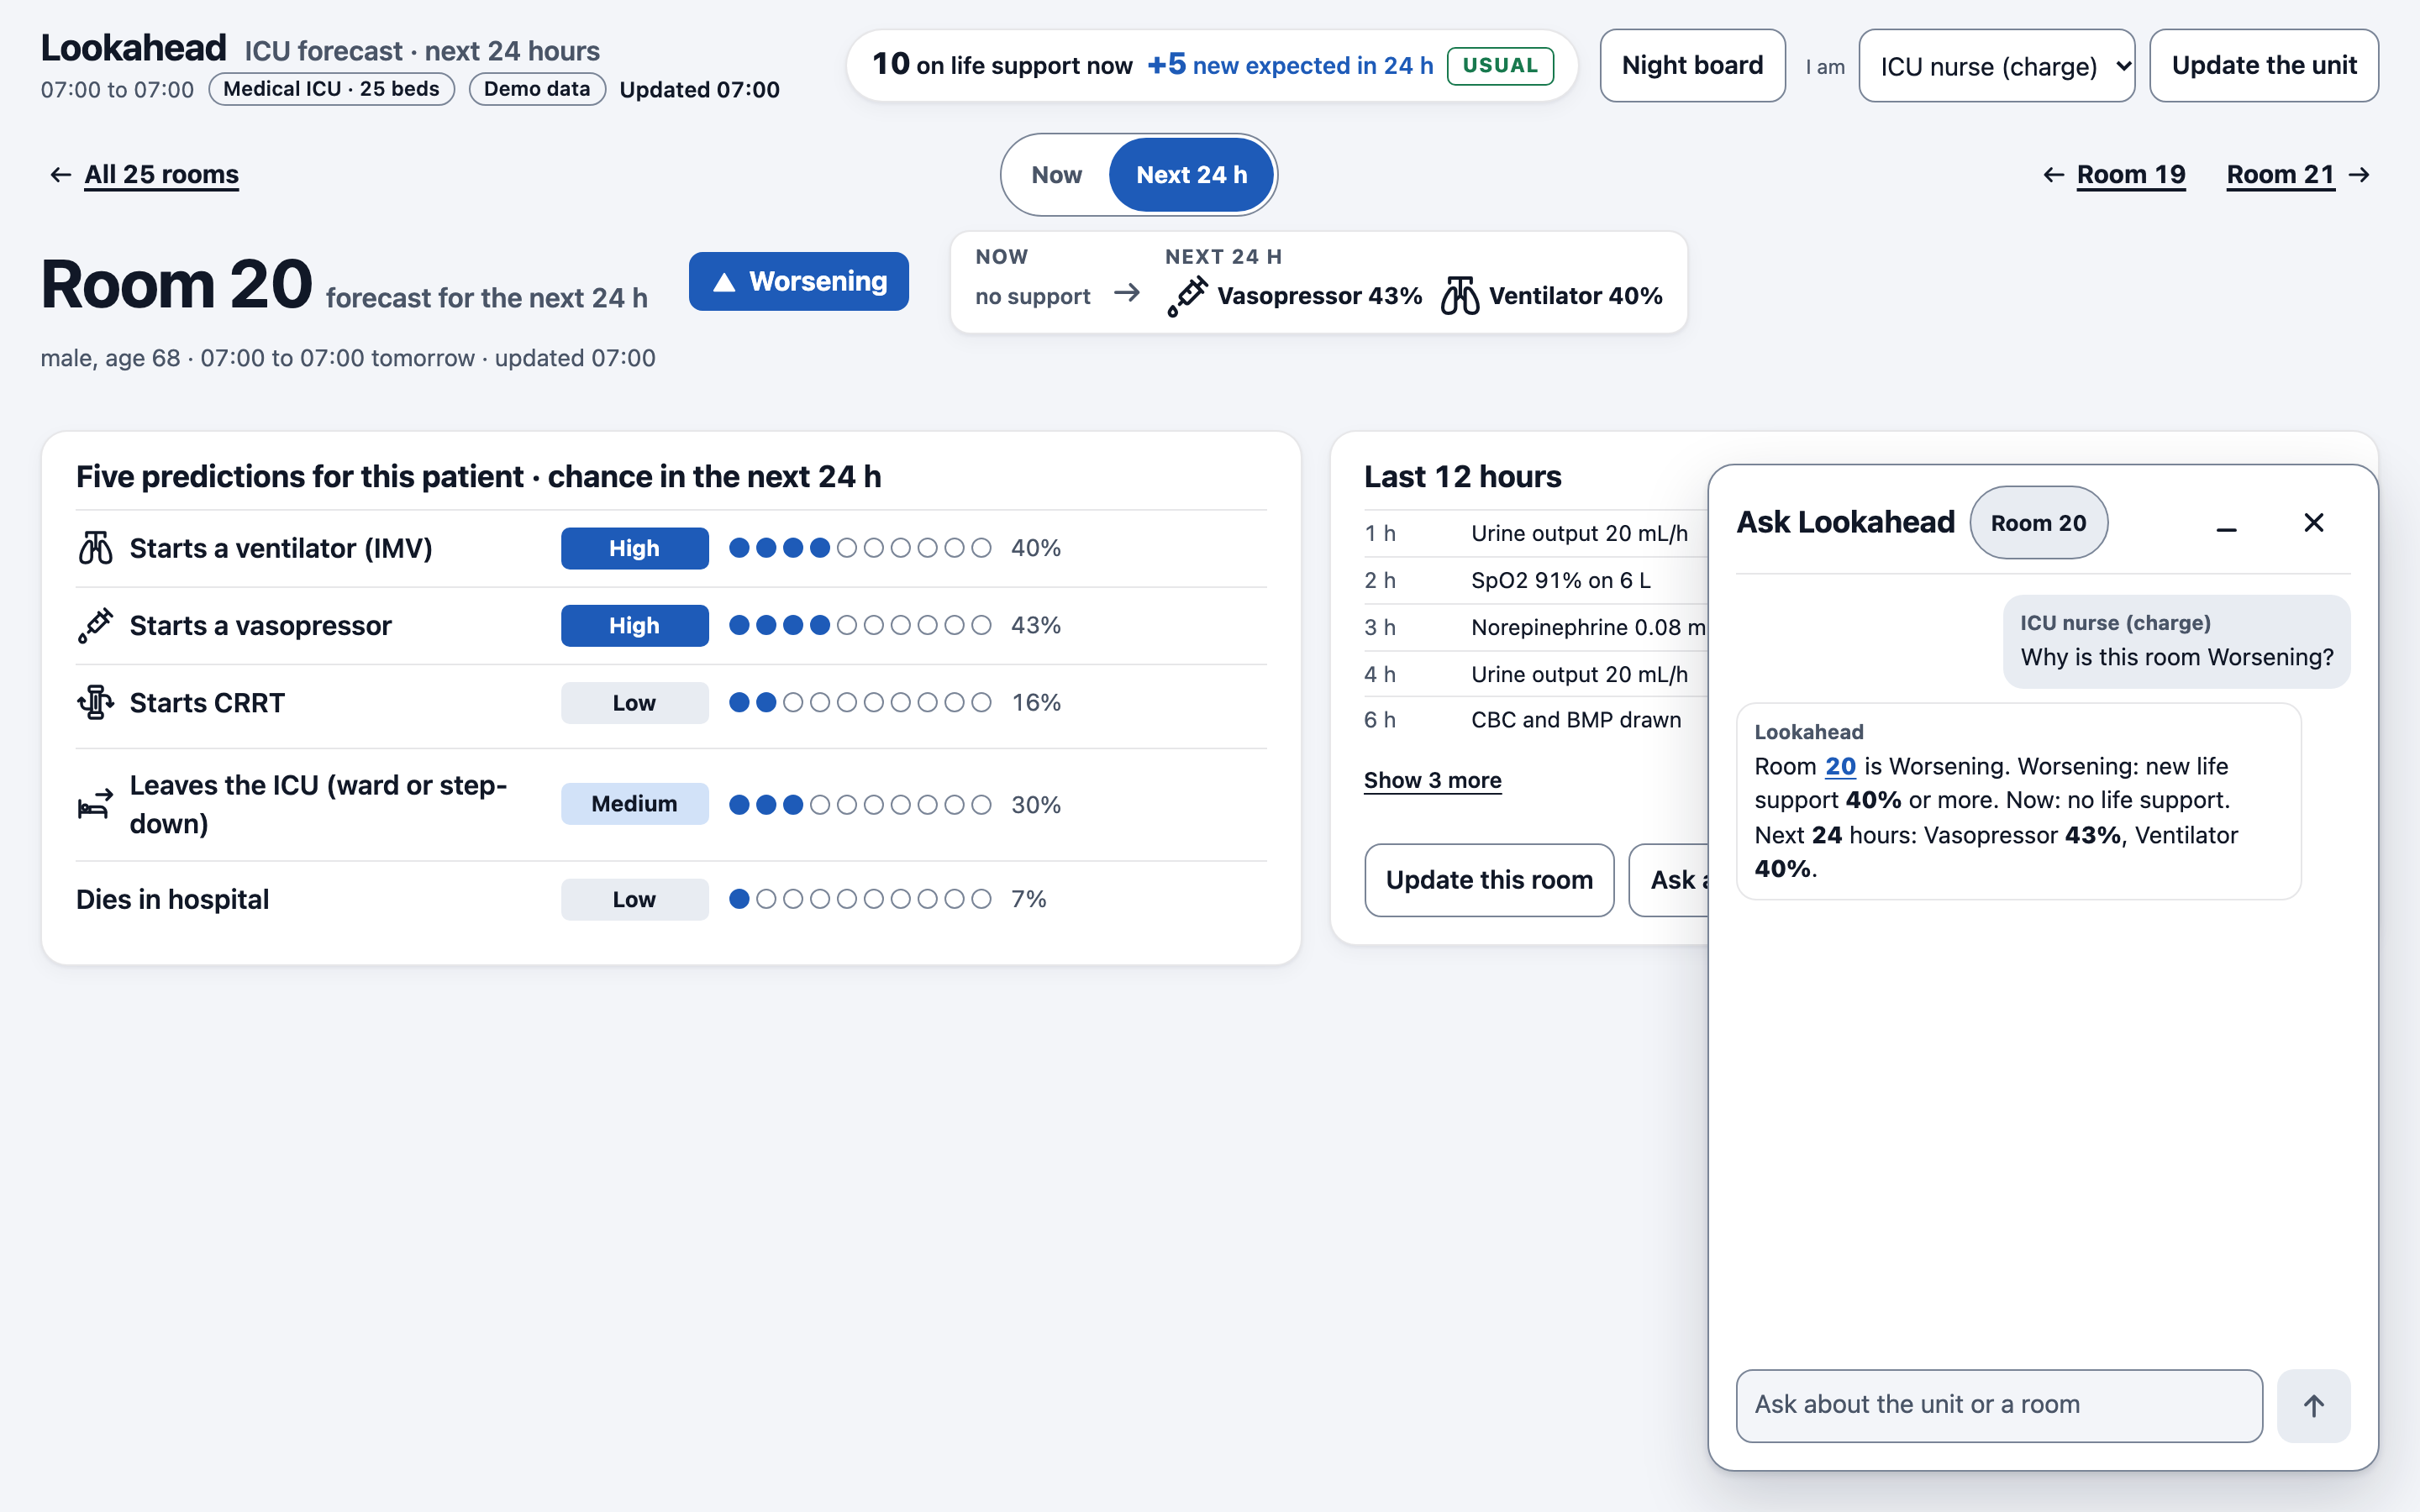 Lookahead ICU forecast · next 24 hours
07:00 to 07:00 Medical ICU · 25 beds Demo data Updated 07:00
10 on life support now +5 new expected in 24 h USUAL
Night board
I am ICU nurse (charge)
Update the unit
← All 25 rooms
Now Next 24 h
← Room 19 Room 21 →
Room 20 forecast for the next 24 h
Worsening
NOW
no support →
NEXT 24 H
Vasopressor 43% Ventilator 40%
male, age 68 · 07:00 to 07:00 tomorrow · updated 07:00
Five predictions for this patient · chance in the next 24 h
Starts a ventilator (IMV) High 40%
Starts a vasopressor High 43%
Starts CRRT Low 16%
Leaves the ICU (ward or step-
down) Medium 30%
Dies in hospital Low 7%
Last 12 hours
1 h Urine output 20 mL/h
2 h SpO2 91% on 6 L
3 h Norepinephrine 0.08 m
4 h Urine output 20 mL/h
6 h CBC and BMP drawn
Show 3 more
Update this room
Ask
Ask Lookahead Room 20
ICU nurse (charge)
Why is this room Worsening?
Lookahead
Room 20 is Worsening. Worsening: new life
support 40% or more. Now: no life support.
Next 24 hours: Vasopressor 43%, Ventilator
40%.
Ask about the unit or a room